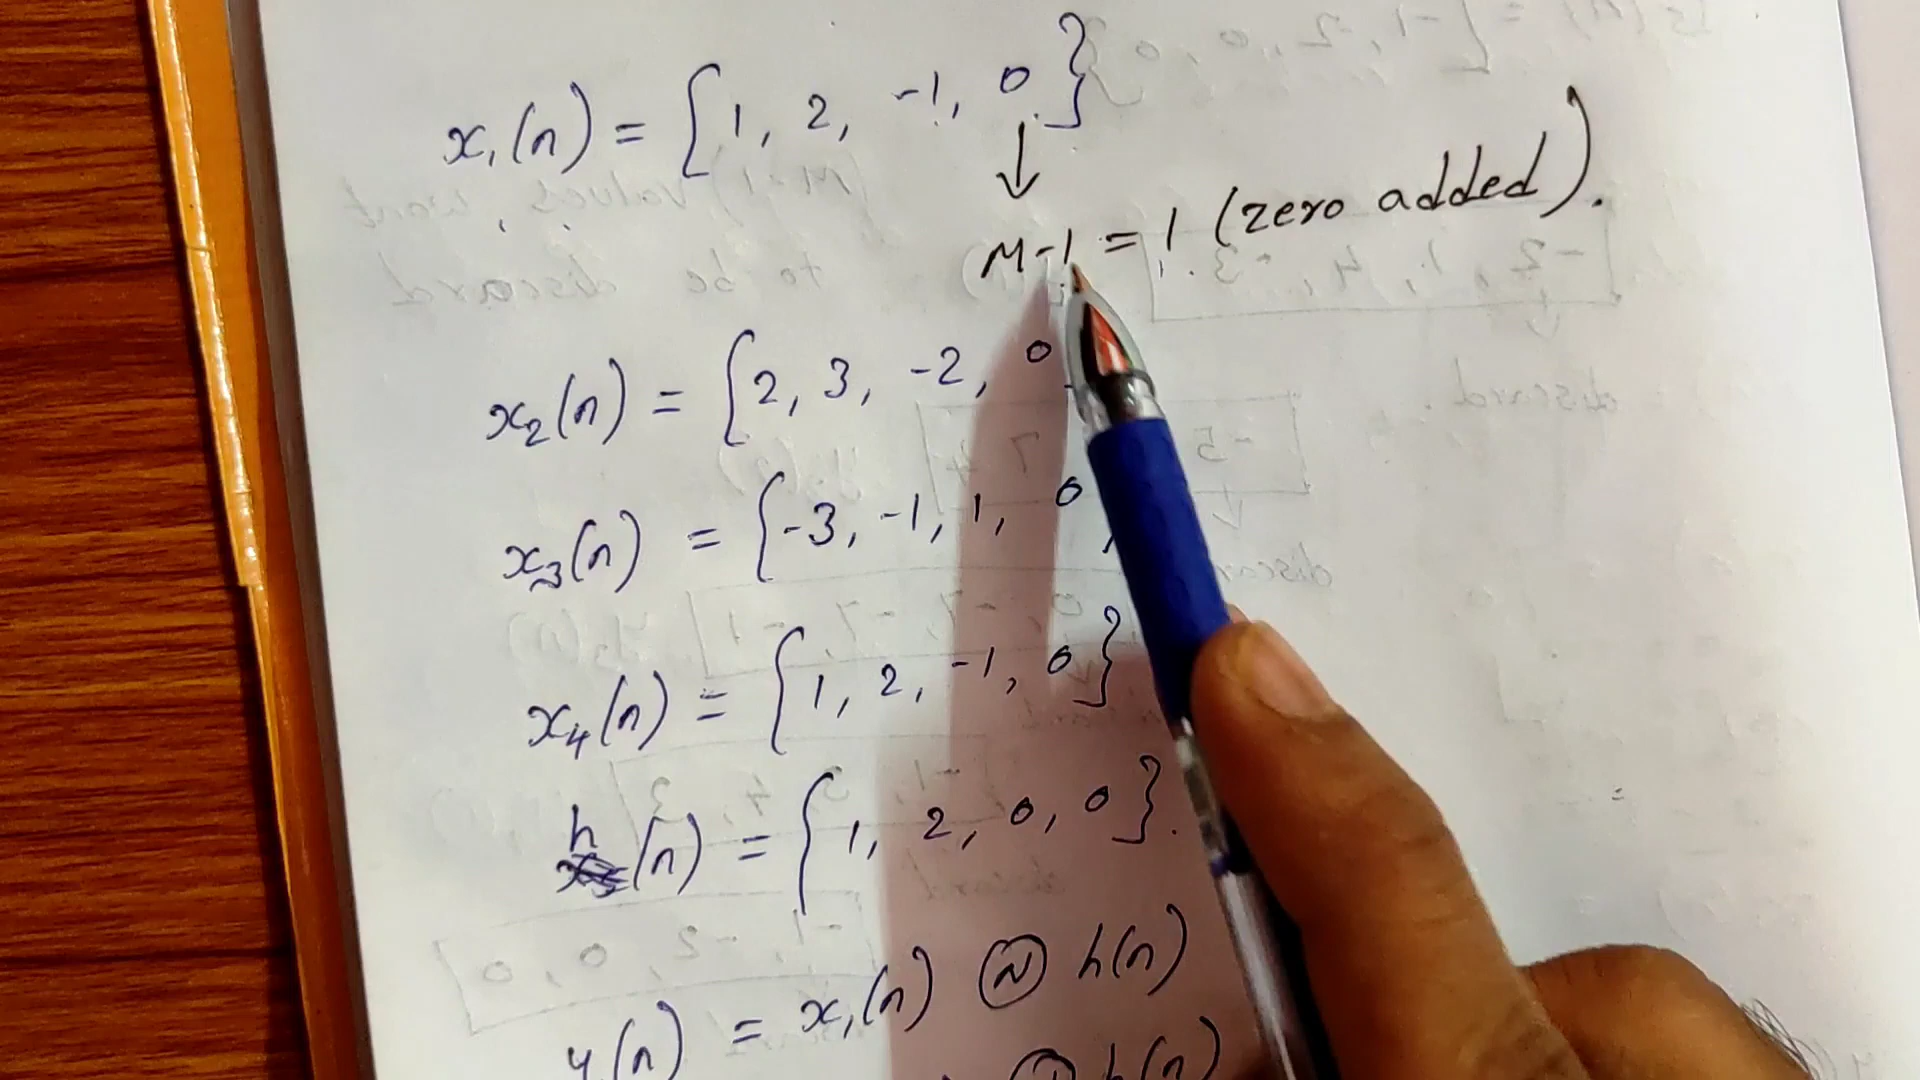 x₁(n) = {1, 2, -1, 0}
↓
M-1 = 1 (zero added).
x₂(n) = {2, 3, -2, 0
x₃(n) = {-3, -1, 1, 0
x₄(n) = {1, 2, -1, 0}
h(n) = {1, 2, 0, 0}.
y₁(n) = x₁(n) Ⓝ h(n)
h(n)